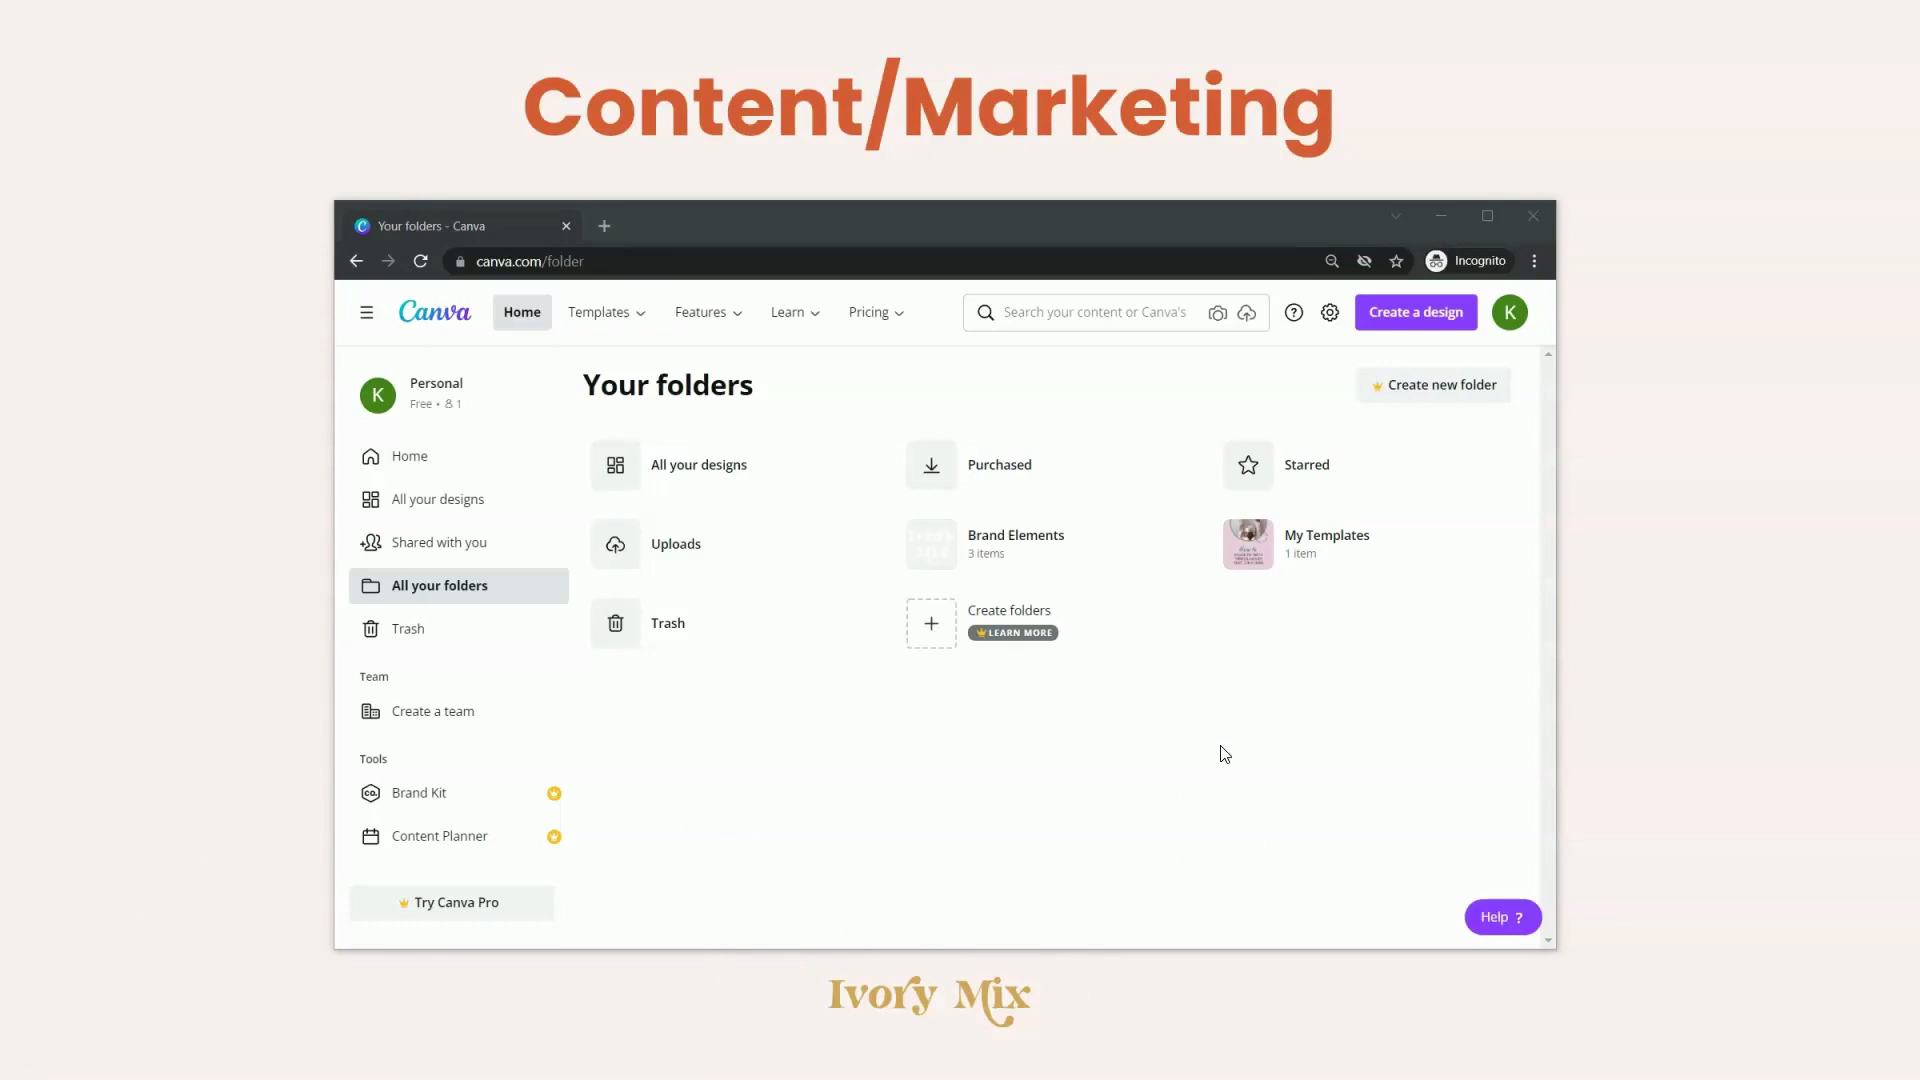 Content/Marketing
Your folders - Canva
canva.com/folder
Incognito
Canva
Home
Templates
Features
Learn
Pricing
Search your content or Canva's
Create a design
K
K
Personal
Free • 1
Your folders
Create new folder
Home
All your designs
Shared with you
All your folders
Trash
Team
Create a team
Tools
CO.
Brand Kit
Content Planner
Try Canva Pro
All your designs
Purchased
Starred
Uploads
Brand Elements
3 items
My Templates
1 item
Trash
Create folders
LEARN MORE
Help ?
Ivory Mix